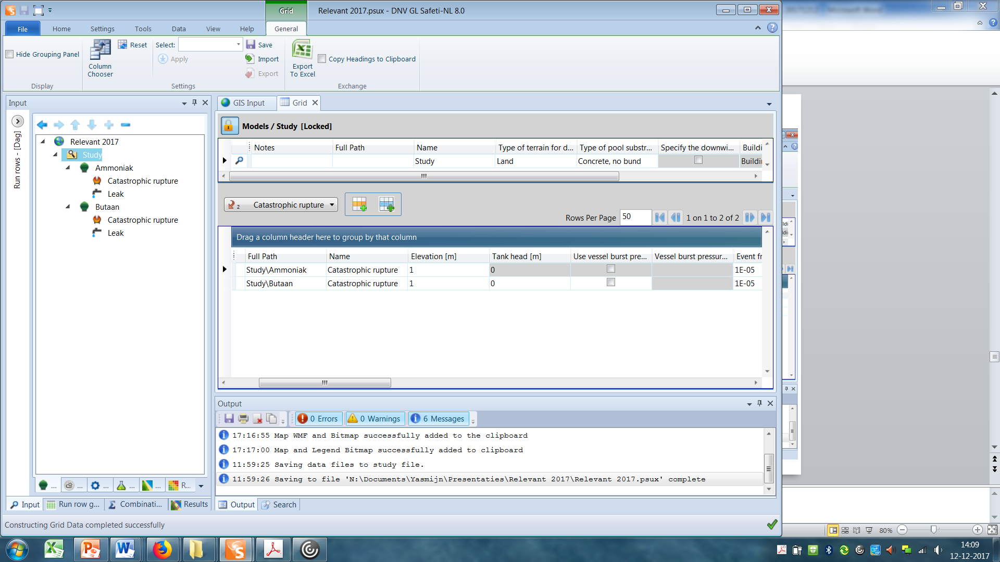 Grid
Relevant 2017.psux - DNV GL Safeti-NL 8.0
File Home Settings Tools Data View Help General
Hide Grouping Panel
Display
Column Chooser
Reset
Select:
Apply
Save
Import
Export
Settings
Export To Excel
Copy Headings to Clipboard
Exchange
Input
Run rows - [Dag]
Relevant 2017
Study
Ammoniak
Catastrophic rupture
Leak
Butaan
Catastrophic rupture
Leak
... ... ... ... ... R...
Input Run row g... Combinati... Results
GIS Input Grid
Models / Study [Locked]
Notes Full Path Name Type of terrain for d... Type of pool substr... Specify the downwi... Buildi
Study Land Concrete, no bund Buildi
2 Catastrophic rupture
Rows Per Page 50 1 on 1 to 2 of 2
Drag a column header here to group by that column
Full Path Name Elevation [m] Tank head [m] Use vessel burst pre... Vessel burst pressur... Event fr
Study\Ammoniak Catastrophic rupture 1 0 1E-05
Study\Butaan Catastrophic rupture 1 0 1E-05
Output
0 Errors 0 Warnings 6 Messages
17:16:55 Map WMF and Bitmap successfully added to the clipboard
17:17:00 Map and Legend Bitmap successfully added to clipboard
11:59:25 Saving data files to study file.
11:59:26 Saving to file 'N:\Documents\Yasmijn\Presentaties\Relevant 2017\Relevant 2017.psux' complete
Output Search
Constructing Grid Data completed successfully
80%
14:09
12-12-2017